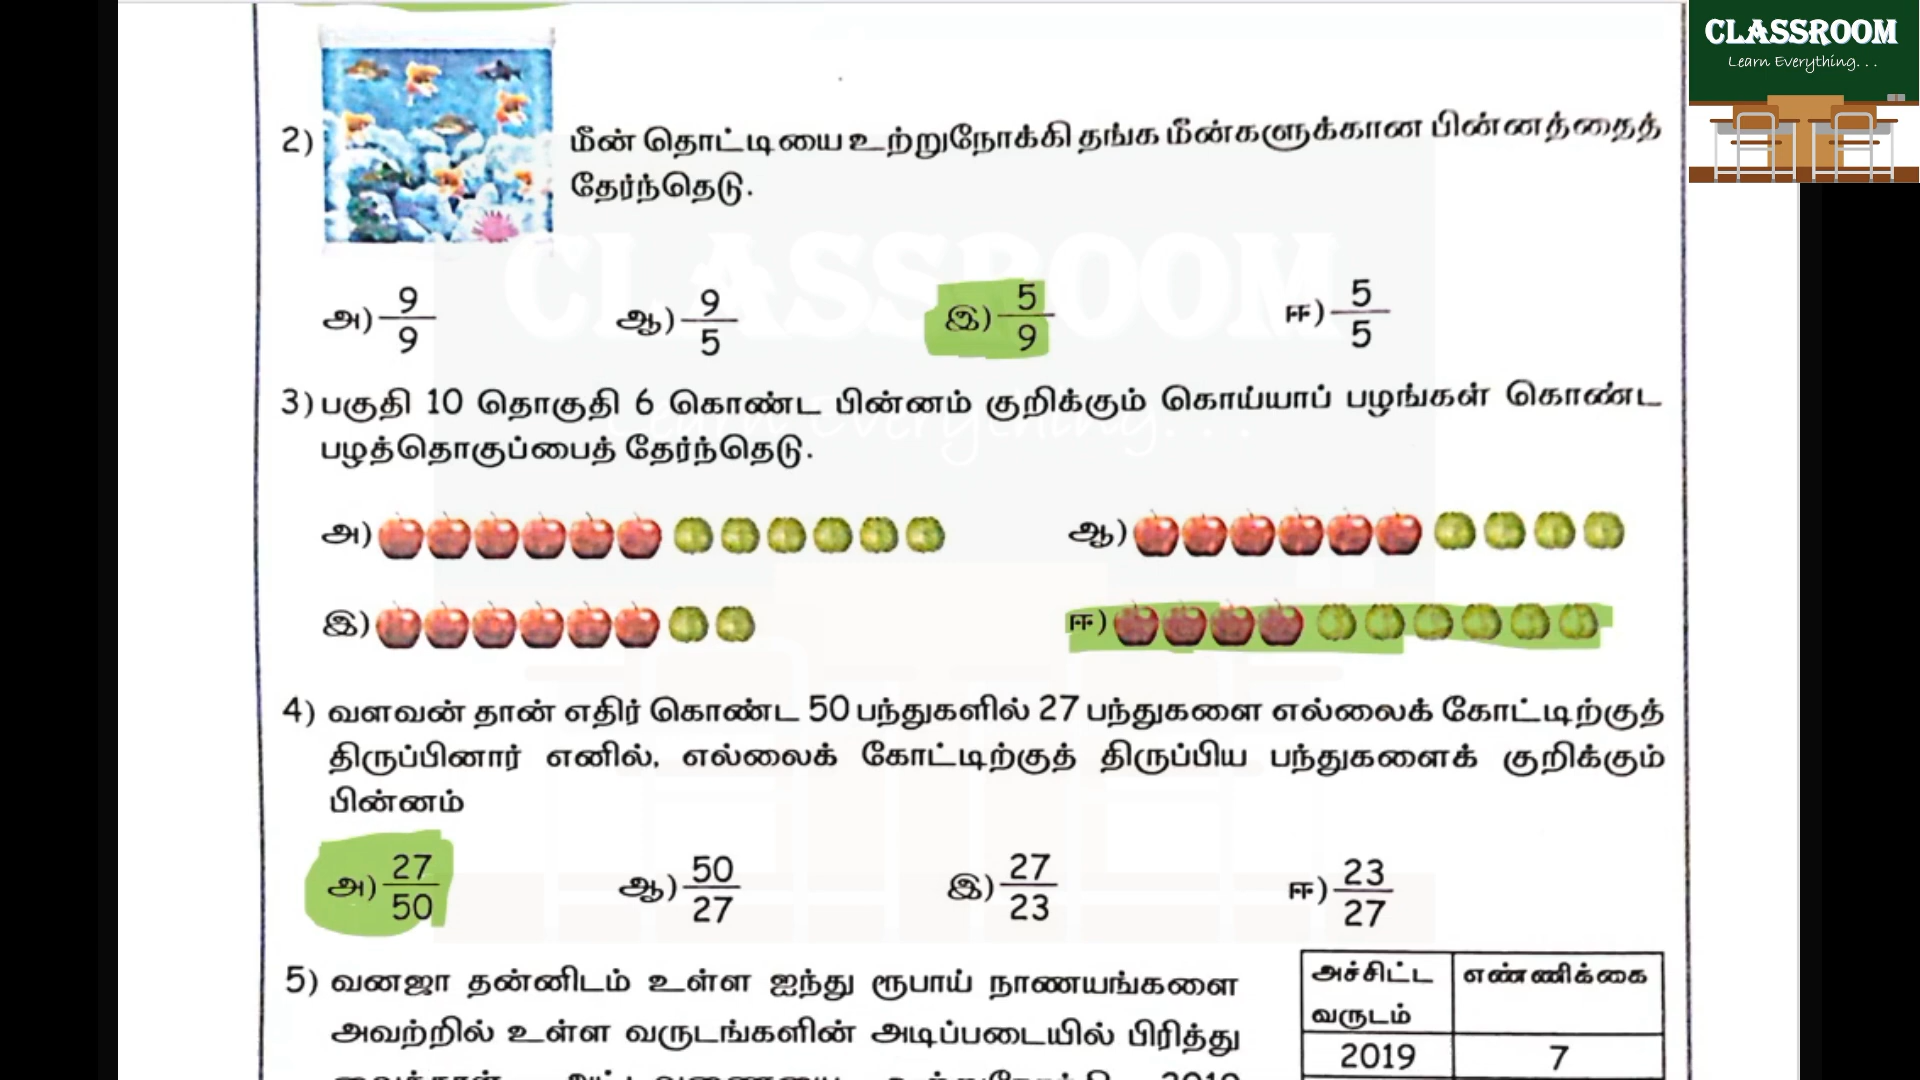 CLASSROOM
Learn Everything...
2) மீன் தொட்டியை உற்றுநோக்கி தங்க மீன்களுக்கான பின்னத்தைத்
தேர்ந்தெடு.
அ) 9/9 ஆ) 9/5 இ) 5/9 ஈ) 5/5
3) பகுதி 10 தொகுதி 6 கொண்ட பின்னம் குறிக்கும் கொய்யாப் பழங்கள் கொண்ட
பழத்தொகுப்பைத் தேர்ந்தெடு.
அ) ஆ)
இ) ஈ)
4) வளவன் தான் எதிர் கொண்ட 50 பந்துகளில் 27 பந்துகளை எல்லைக் கோட்டிற்குத்
திருப்பினார் எனில், எல்லைக் கோட்டிற்குத் திருப்பிய பந்துகளைக் குறிக்கும்
பின்னம்
அ) 27/50 ஆ) 50/27 இ) 27/23 ஈ) 23/27
5) வனஜா தன்னிடம் உள்ள ஐந்து ரூபாய் நாணயங்களை
அவற்றில் உள்ள வருடங்களின் அடிப்படையில் பிரித்து
அச்சிட்ட வருடம் எண்ணிக்கை
2019 7
CLASSROOM
Learn Everything...